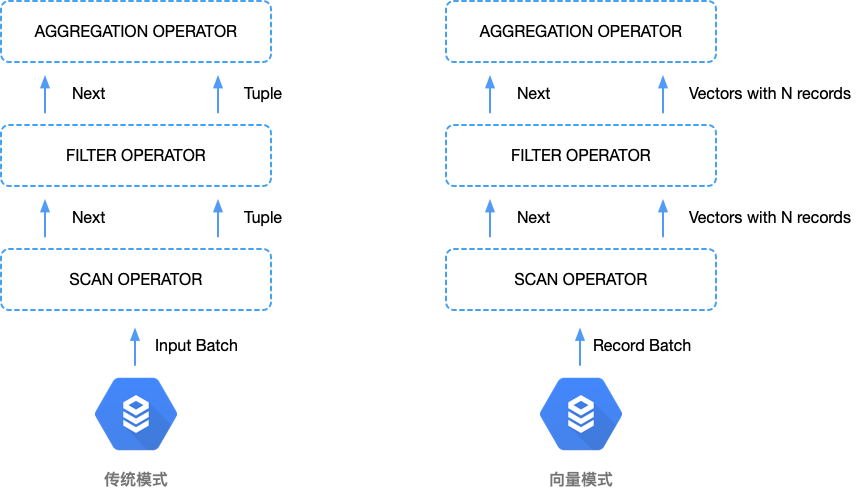 AGGREGATION OPERATOR
Next
Tuple
FILTER OPERATOR
Next
Tuple
SCAN OPERATOR
Input Batch
传统模式
AGGREGATION OPERATOR
Next
Vectors with N records
FILTER OPERATOR
Next
Vectors with N records
SCAN OPERATOR
Record Batch
向量模式